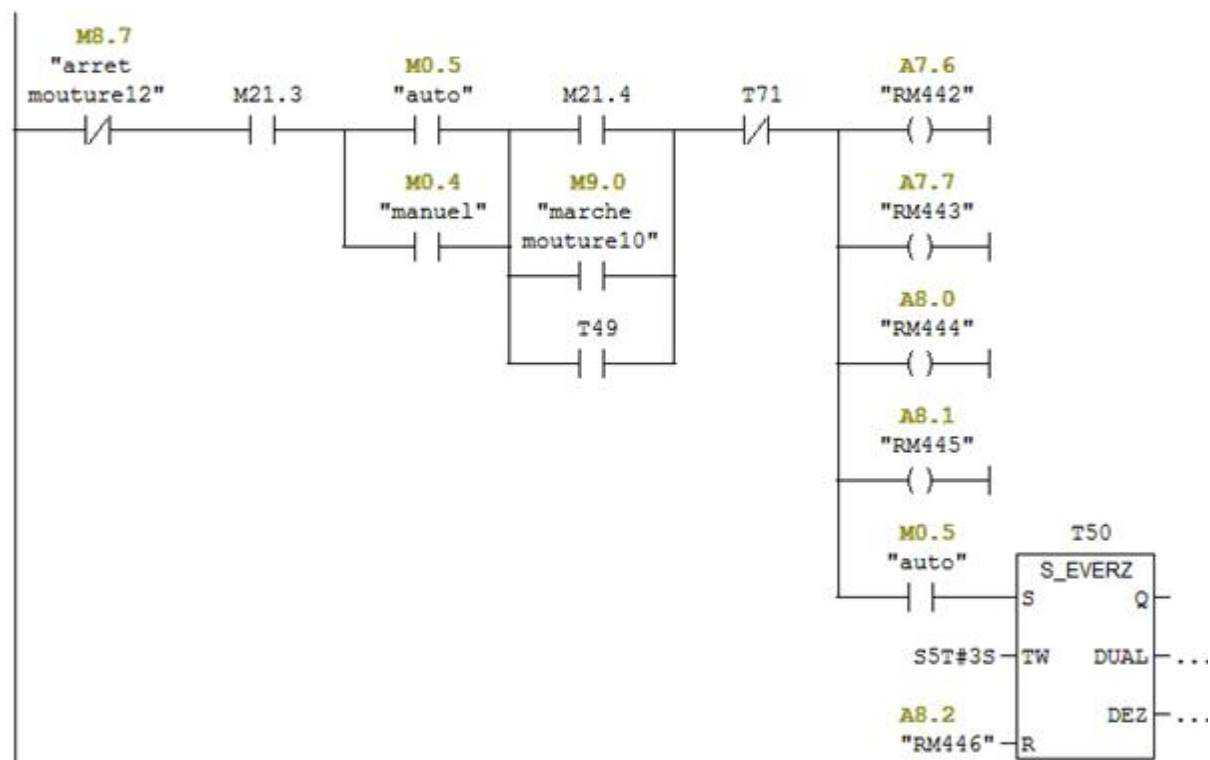 M8.7
"arret
mouture12"
M21.3
M0.5
"auto"
M21.4
T71
A7.6
"RM442"
M0.4
"manuel"
M9.0
"marche
mouture10"
A7.7
"RM443"
T49
A8.0
"RM444"
A8.1
"RM445"
M0.5
"auto"
T50
S_EVERZ
S Q
S5T#3S TW DUAL ...
A8.2
"RM446" R
DEZ ...